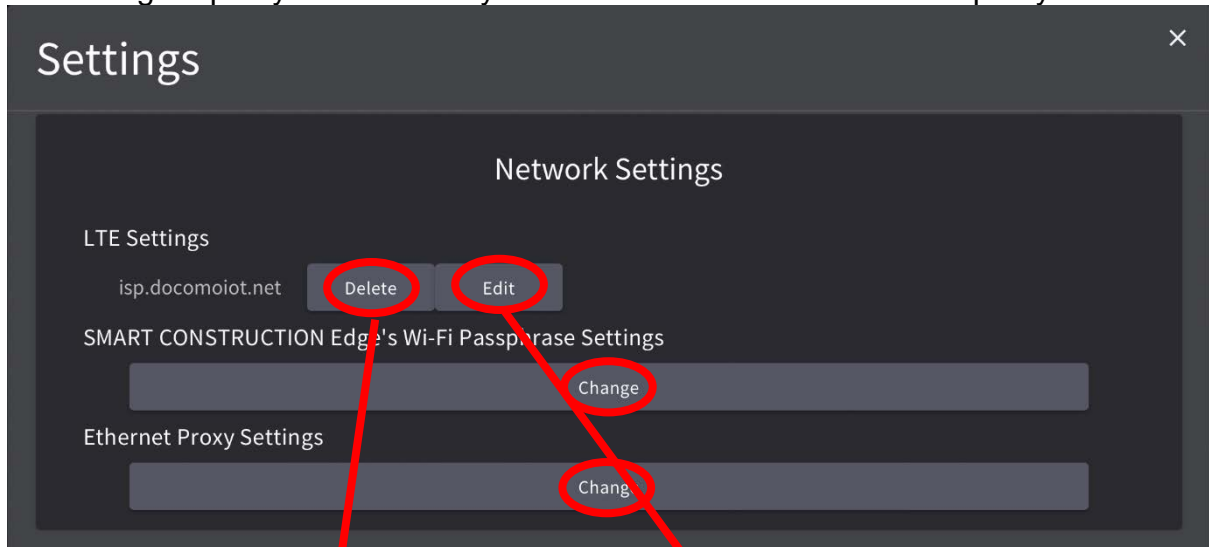 Settings
Network Settings
LTE Settings
isp.docomoiot.net Delete Edit
SMART CONSTRUCTION Edge's Wi-Fi Passphrase Settings
Change
Ethernet Proxy Settings
Change